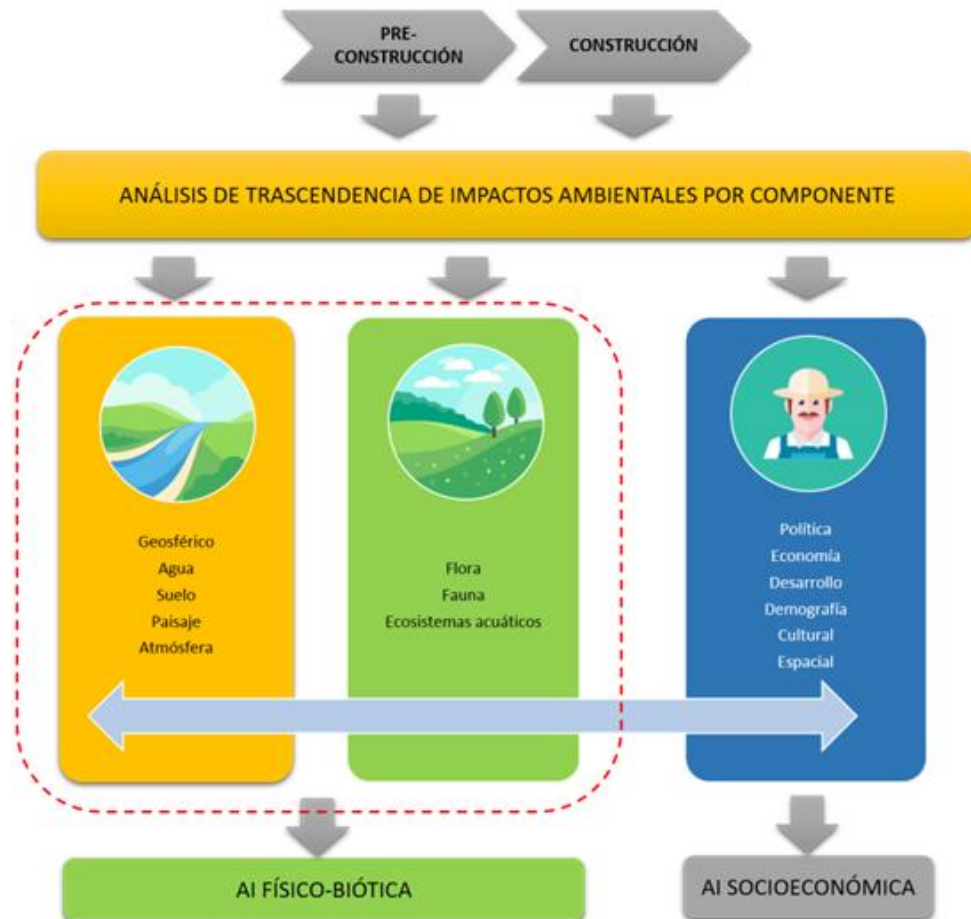 PRE-
CONSTRUCCIÓN
CONSTRUCCIÓN
ANÁLISIS DE TRASCENDENCIA DE IMPACTOS AMBIENTALES POR COMPONENTE
Geosférico
Agua
Suelo
Paisaje
Atmósfera
Flora
Fauna
Ecosistemas acuáticos
Política
Economía
Desarrollo
Demografía
Cultural
Espacial
AI FÍSICO-BIÓTICA
AI SOCIOECONÓMICA